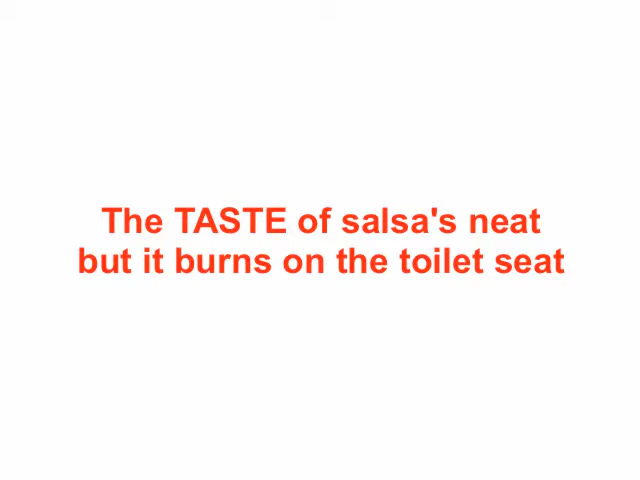 The TASTE of salsa's neat
but it burns on the toilet seat